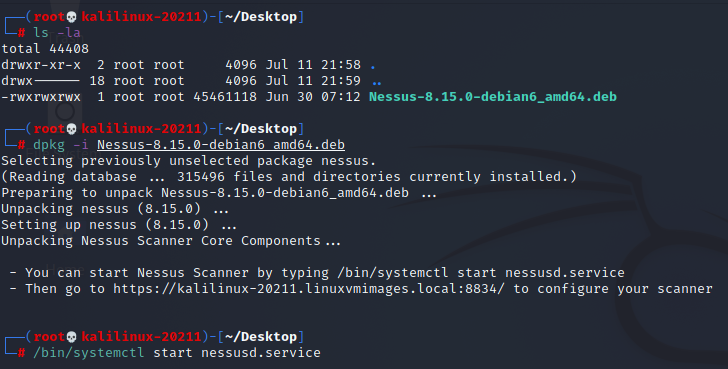 ┌──(root💀kalilinux-20211)-[~/Desktop]
└─# ls -la
total 44408
drwxr-xr-x  2 root root     4096 Jul 11 21:58 .
drwx------ 18 root root     4096 Jul 11 21:59 ..
-rwxrwxrwx  1 root root 45461118 Jun 30 07:12 Nessus-8.15.0-debian6_amd64.deb
┌──(root💀kalilinux-20211)-[~/Desktop]
└─# dpkg -i Nessus-8.15.0-debian6_amd64.deb
Selecting previously unselected package nessus.
(Reading database ... 315496 files and directories currently installed.)
Preparing to unpack Nessus-8.15.0-debian6_amd64.deb ...
Unpacking nessus (8.15.0) ...
Setting up nessus (8.15.0) ...
Unpacking Nessus Scanner Core Components...
 - You can start Nessus Scanner by typing /bin/systemctl start nessusd.service
 - Then go to https://kalilinux-20211.linuxvmimages.local:8834/ to configure your scanner
┌──(root💀kalilinux-20211)-[~/Desktop]
└─# /bin/systemctl start nessusd.service